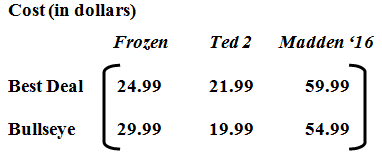 Cost (in dollars)
Frozen Ted 2 Madden ‘16
Best Deal 24.99 21.99 59.99
Bullseye 29.99 19.99 54.99